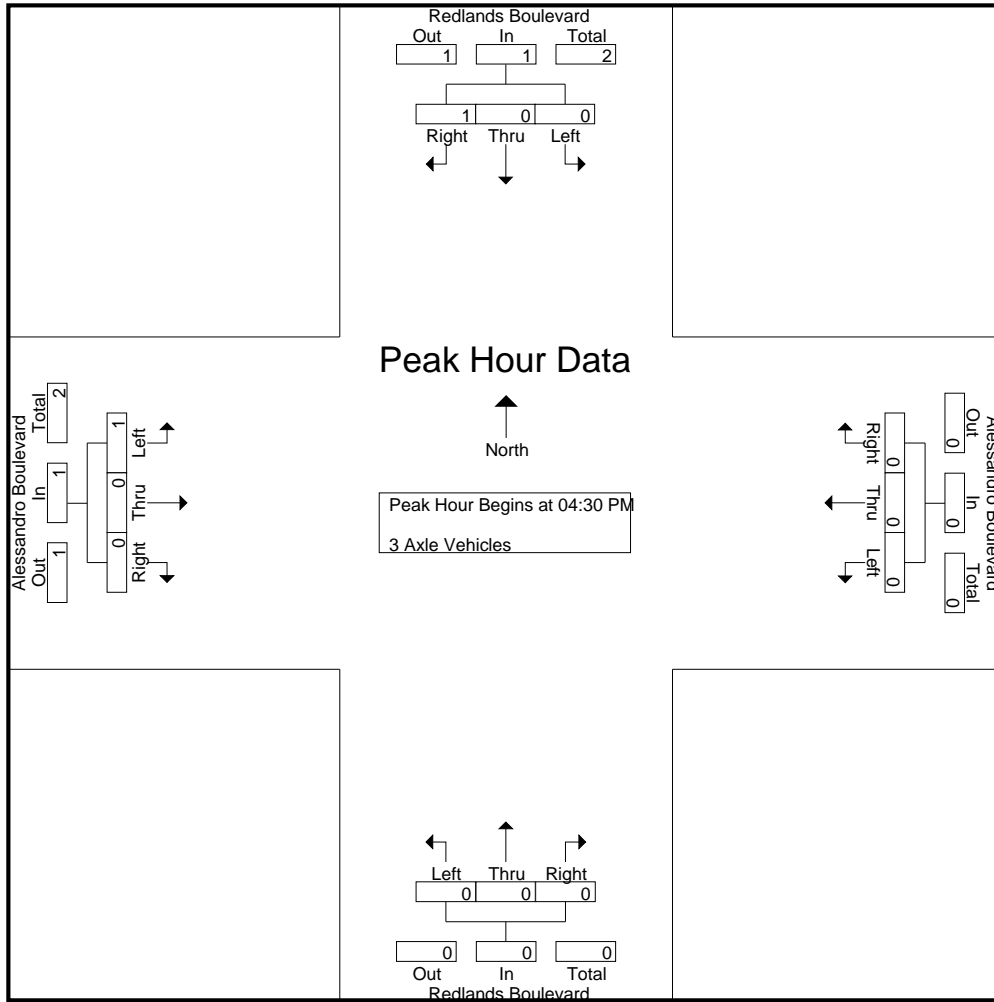 Redlands Boulevard
Out In Total
1 1 2
1 0 0
Right Thru Left
Peak Hour Data
North
Peak Hour Begins at 04:30 PM
3 Axle Vehicles
Alessandro Boulevard
Out In Total
1 1 2
0 0 1
Right Thru Left
Alessandro Boulevard
Out In Total
0 0 0
0 0 0
Right Thru Left
Left Thru Right
0 0 0
0 0 0
Out In Total
Redlands Boulevard